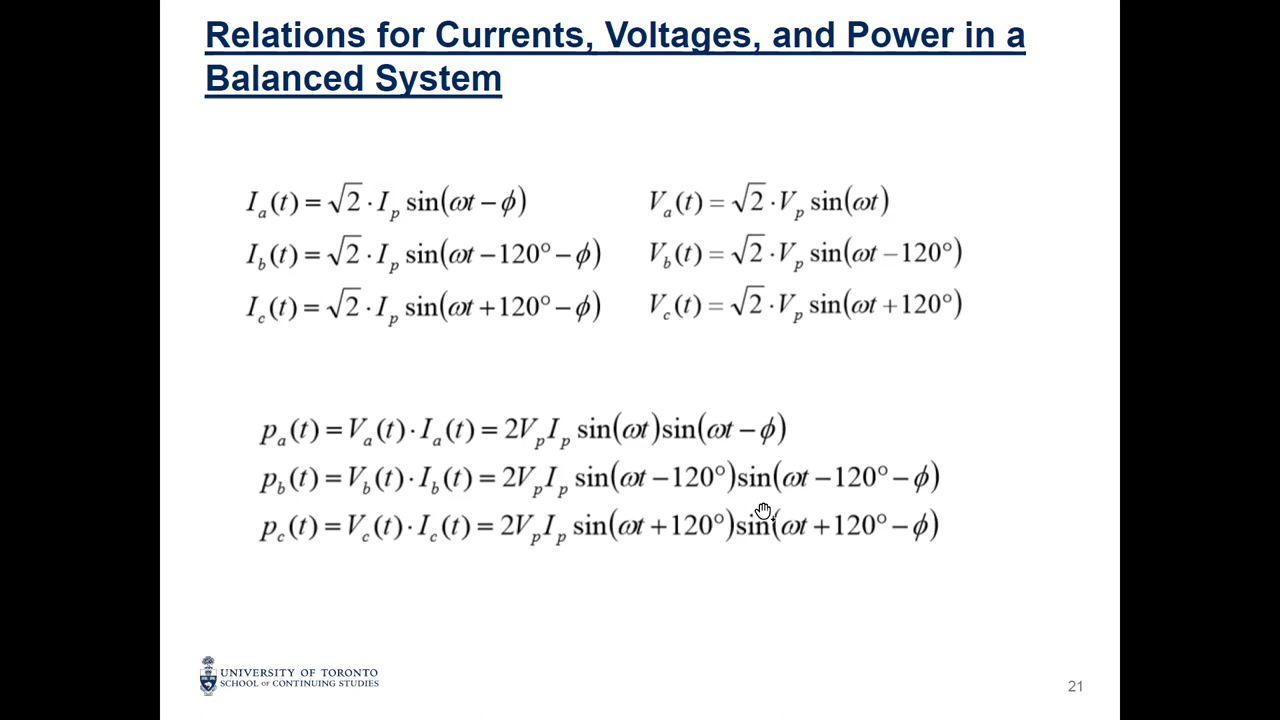 Relations for Currents, Voltages, and Power in a
Balanced System
I_a(t) = √2 · I_p sin(ωt − ϕ)
V_a(t) = √2 · V_p sin(ωt)
I_b(t) = √2 · I_p sin(ωt − 120° − ϕ)
V_b(t) = √2 · V_p sin(ωt − 120°)
I_c(t) = √2 · I_p sin(ωt + 120° − ϕ)
V_c(t) = √2 · V_p sin(ωt + 120°)
p_a(t) = V_a(t) · I_a(t) = 2V_p I_p sin(ωt)sin(ωt − ϕ)
p_b(t) = V_b(t) · I_b(t) = 2V_p I_p sin(ωt − 120°)sin(ωt − 120° − ϕ)
p_c(t) = V_c(t) · I_c(t) = 2V_p I_p sin(ωt + 120°)sin(ωt + 120° − ϕ)
UNIVERSITY OF TORONTO
SCHOOL OF CONTINUING STUDIES
21